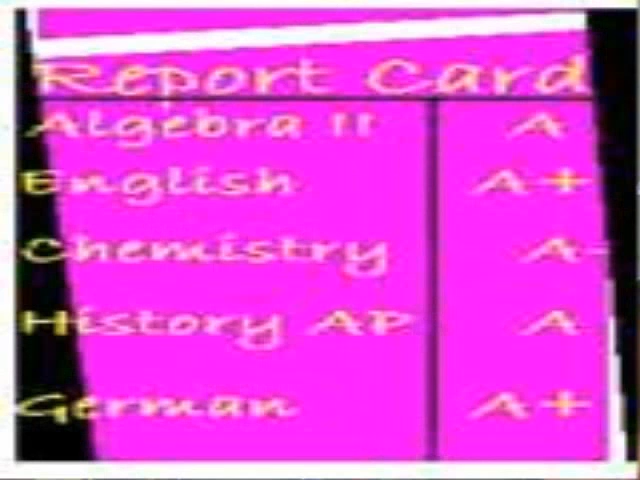 Report Card
Algebra II A
English A+
Chemistry A-
History AP A
German A+